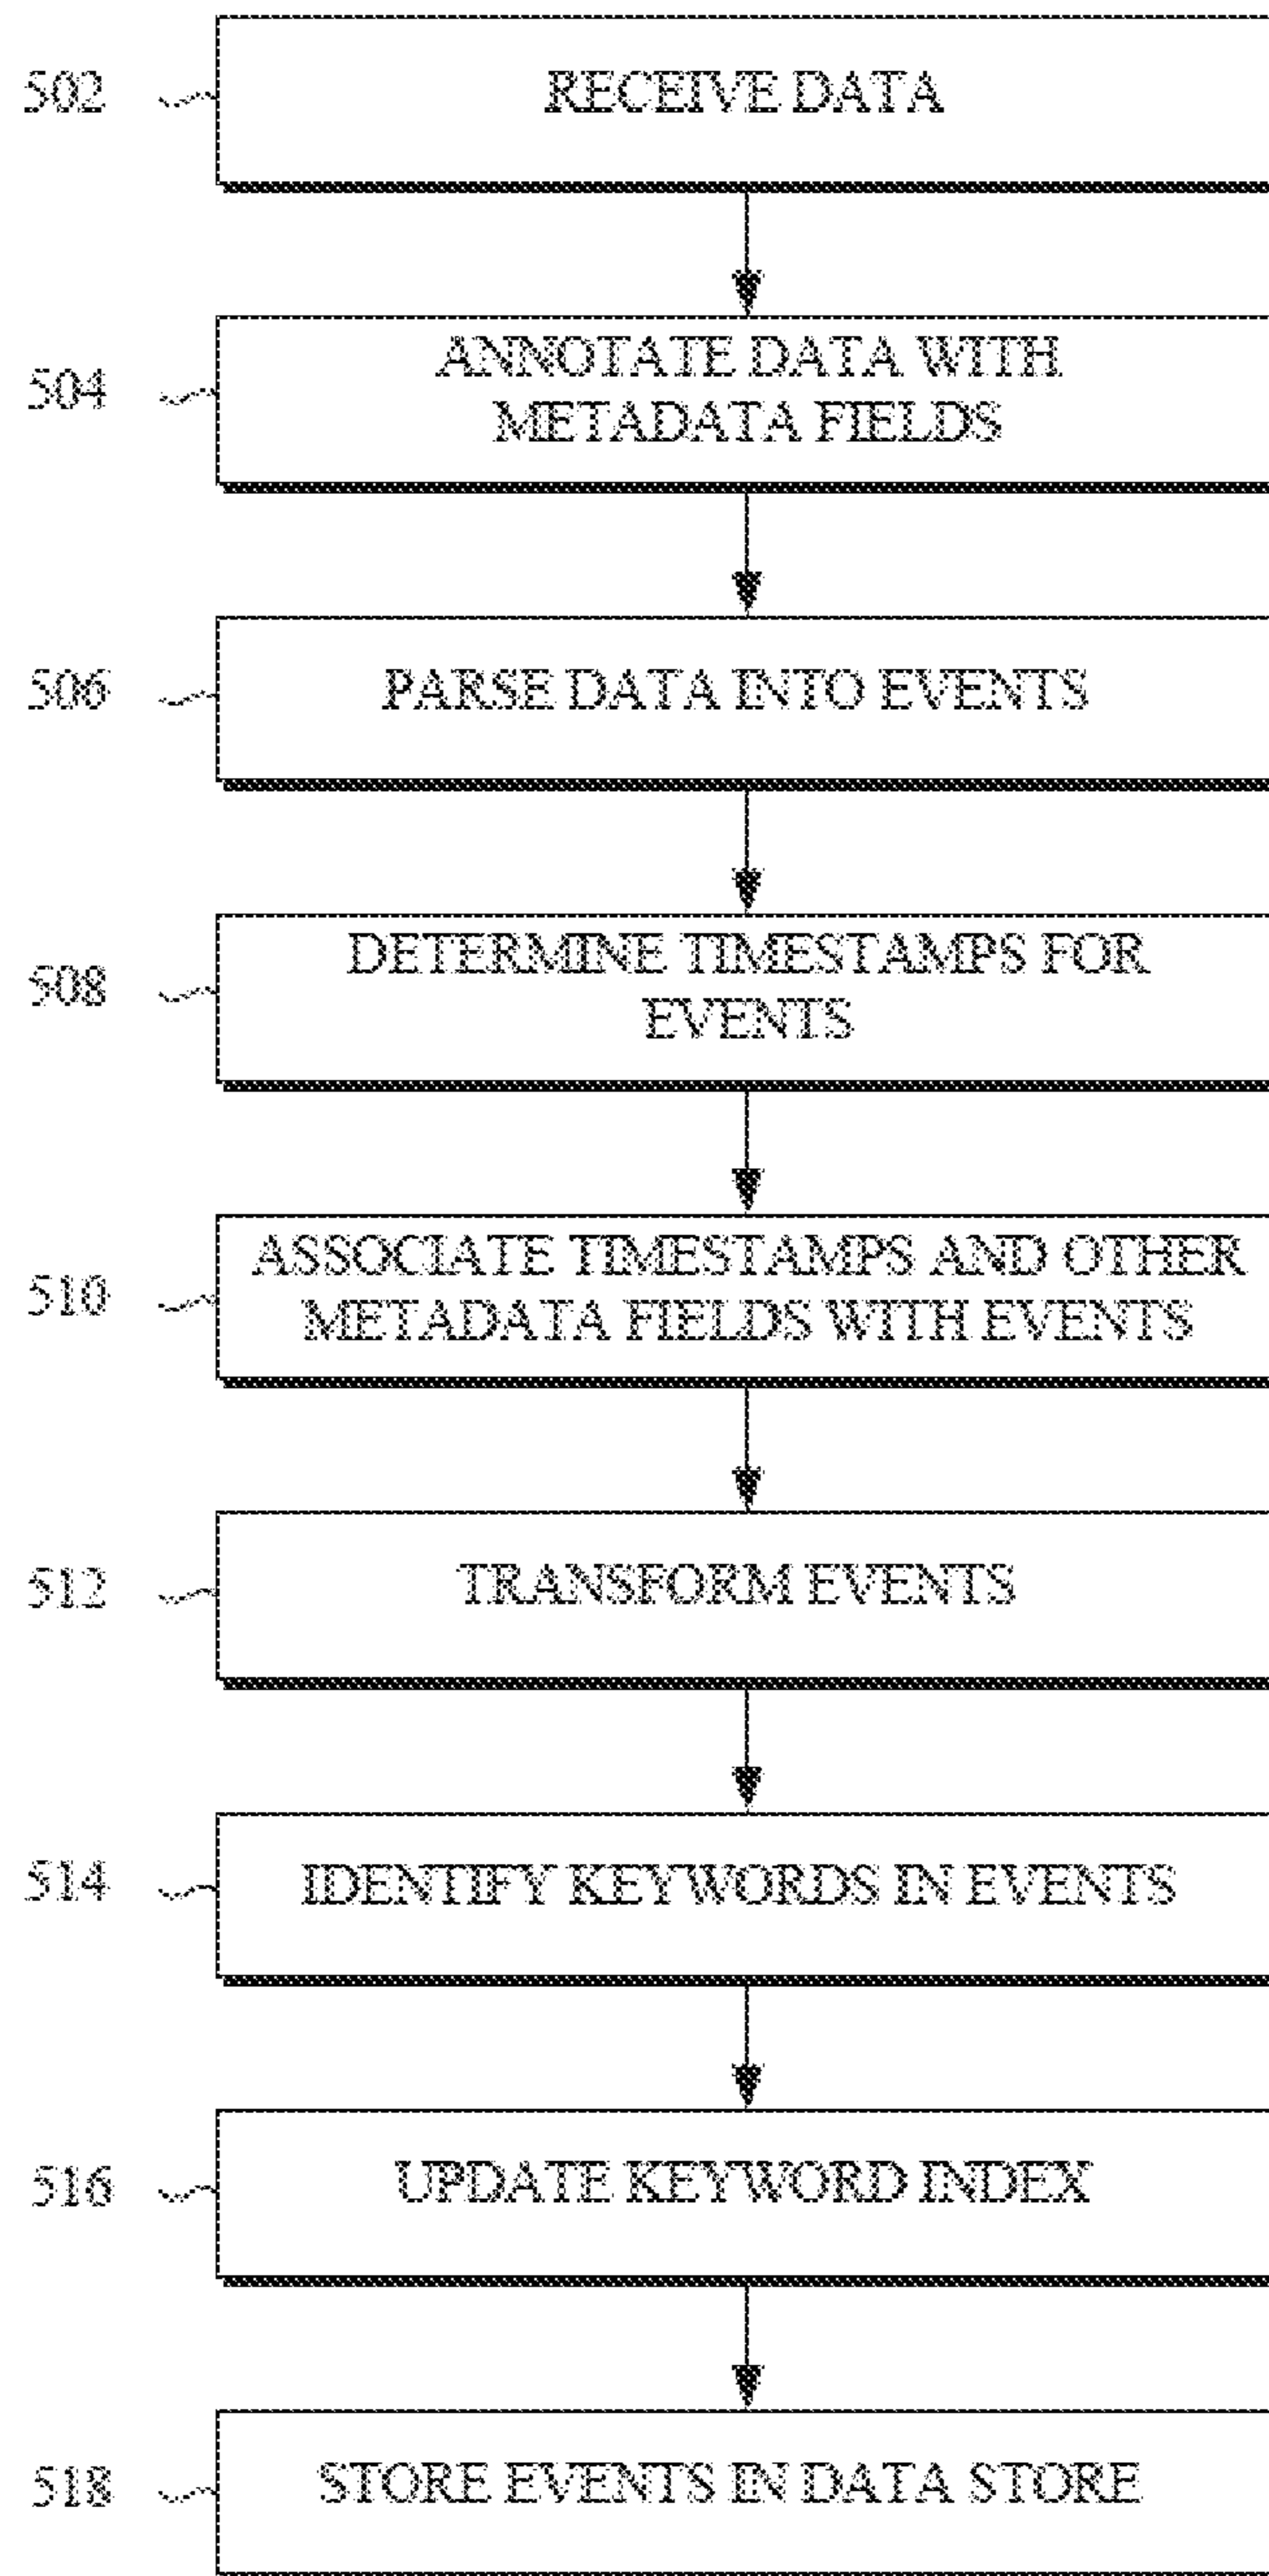 502
RECEIVE DATA
504
ANNOTATE DATA WITH
METADATA FIELDS
506
PARSE DATA INTO EVENTS
508
DETERMINE TIMESTAMPS FOR
EVENTS
510
ASSOCIATE TIMESTAMPS AND OTHER
METADATA FIELDS WITH EVENTS
512
TRANSFORM EVENTS
514
IDENTIFY KEYWORDS IN EVENTS
516
UPDATE KEYWORD INDEX
518
STORE EVENTS IN DATA STORE